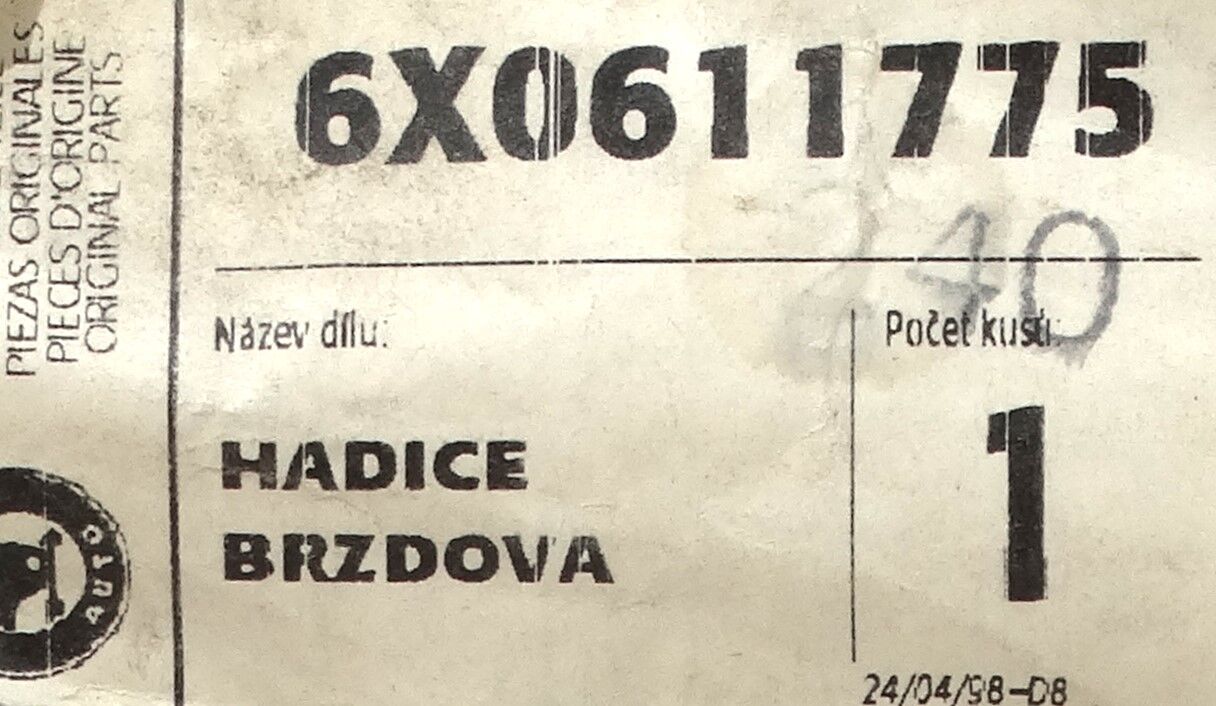 PIEZAS ORIGINALES
PIECES D'ORIGINE
ORIGINAL PARTS
6X0611775
140
Název dílu:
Počet kusů:
HADICE
BRZDOVA
1
auto
24/04/98-D8